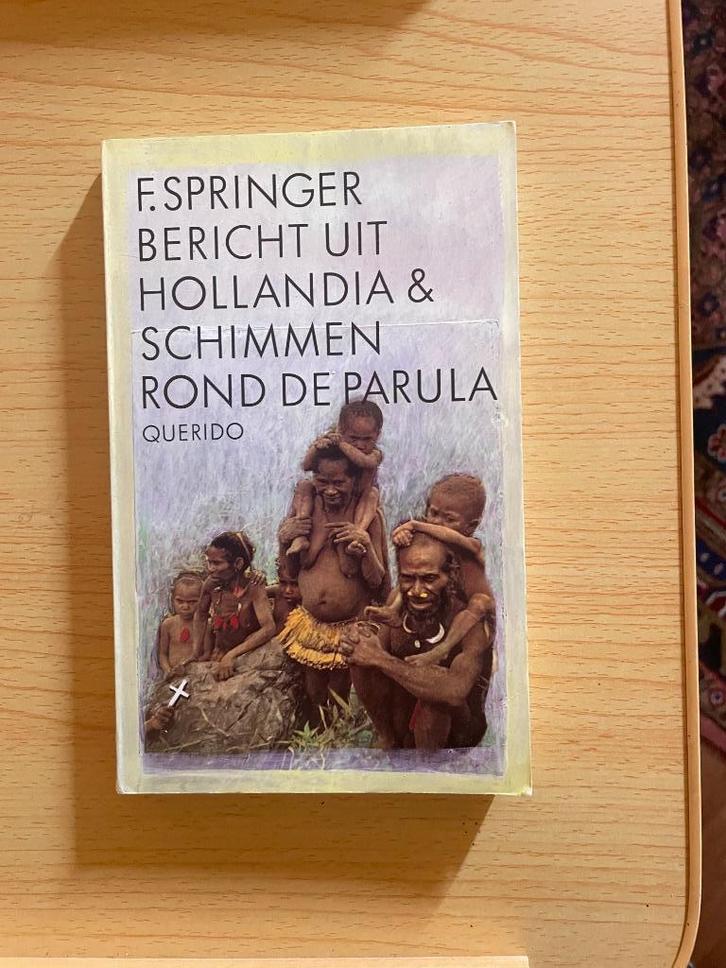 F. SPRINGER
BERICHT UIT
HOLLANDIA &
SCHIMMEN
ROND DE PARULA
QUERIDO